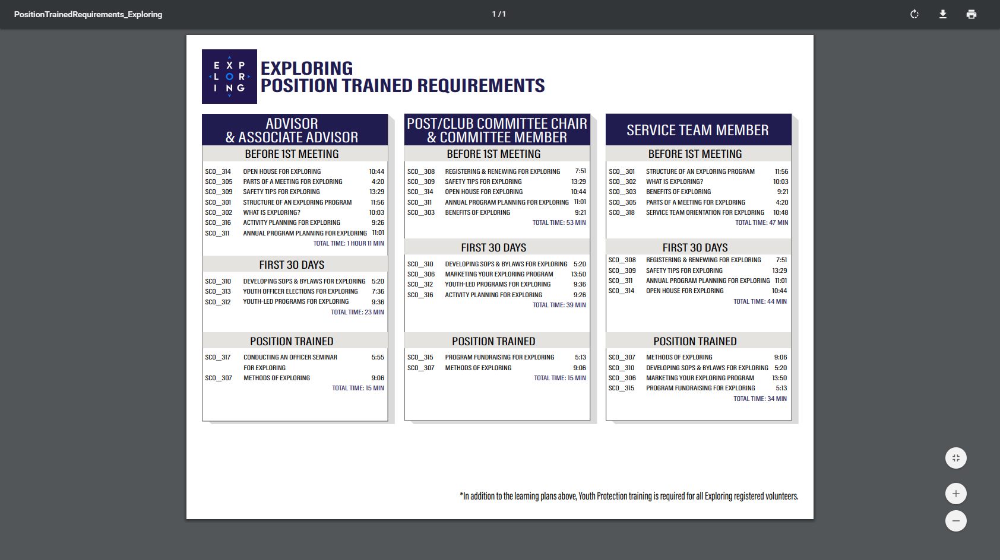 PositionTrainedRequirements_Exploring
1 / 1
E X P
L O R
I N G
EXPLORING
POSITION TRAINED REQUIREMENTS
ADVISOR
& ASSOCIATE ADVISOR
BEFORE 1ST MEETING
SCO_314 OPEN HOUSE FOR EXPLORING 10:44
SCO_305 PARTS OF A MEETING FOR EXPLORING 4:20
SCO_309 SAFETY TIPS FOR EXPLORING 13:29
SCO_301 STRUCTURE OF AN EXPLORING PROGRAM 11:56
SCO_302 WHAT IS EXPLORING? 10:03
SCO_316 ACTIVITY PLANNING FOR EXPLORING 9:26
SCO_311 ANNUAL PROGRAM PLANNING FOR EXPLORING 11:01
TOTAL TIME: 1 HOUR 11 MIN
FIRST 30 DAYS
SCO_310 DEVELOPING SOPS & BYLAWS FOR EXPLORING 5:20
SCO_313 YOUTH OFFICER ELECTIONS FOR EXPLORING 7:36
SCO_312 YOUTH-LED PROGRAMS FOR EXPLORING 9:36
TOTAL TIME: 23 MIN
POSITION TRAINED
SCO_317 CONDUCTING AN OFFICER SEMINAR 5:55
FOR EXPLORING
SCO_307 METHODS OF EXPLORING 9:06
TOTAL TIME: 15 MIN
POST/CLUB COMMITTEE CHAIR
& COMMITTEE MEMBER
BEFORE 1ST MEETING
SCO_308 REGISTERING & RENEWING FOR EXPLORING 7:51
SCO_309 SAFETY TIPS FOR EXPLORING 13:29
SCO_314 OPEN HOUSE FOR EXPLORING 10:44
SCO_311 ANNUAL PROGRAM PLANNING FOR EXPLORING 11:01
SCO_303 BENEFITS OF EXPLORING 9:21
TOTAL TIME: 53 MIN
FIRST 30 DAYS
SCO_310 DEVELOPING SOPS & BYLAWS FOR EXPLORING 5:20
SCO_306 MARKETING YOUR EXPLORING PROGRAM 13:50
SCO_312 YOUTH-LED PROGRAMS FOR EXPLORING 9:36
SCO_316 ACTIVITY PLANNING FOR EXPLORING 9:26
TOTAL TIME: 39 MIN
POSITION TRAINED
SCO_315 PROGRAM FUNDRAISING FOR EXPLORING 5:13
SCO_307 METHODS OF EXPLORING 9:06
TOTAL TIME: 15 MIN
SERVICE TEAM MEMBER
BEFORE 1ST MEETING
SCO_301 STRUCTURE OF AN EXPLORING PROGRAM 11:56
SCO_302 WHAT IS EXPLORING? 10:03
SCO_303 BENEFITS OF EXPLORING 9:21
SCO_305 PARTS OF A MEETING FOR EXPLORING 4:20
SCO_318 SERVICE TEAM ORIENTATION FOR EXPLORING 10:48
TOTAL TIME: 47 MIN
FIRST 30 DAYS
SCO_308 REGISTERING & RENEWING FOR EXPLORING 7:51
SCO_309 SAFETY TIPS FOR EXPLORING 13:29
SCO_311 ANNUAL PROGRAM PLANNING FOR EXPLORING 11:01
SCO_314 OPEN HOUSE FOR EXPLORING 10:44
TOTAL TIME: 44 MIN
POSITION TRAINED
SCO_307 METHODS OF EXPLORING 9:06
SCO_310 DEVELOPING SOPS & BYLAWS FOR EXPLORING 5:20
SCO_306 MARKETING YOUR EXPLORING PROGRAM 13:50
SCO_315 PROGRAM FUNDRAISING FOR EXPLORING 5:13
TOTAL TIME: 34 MIN
*In addition to the learning plans above, Youth Protection training is required for all Exploring registered volunteers.